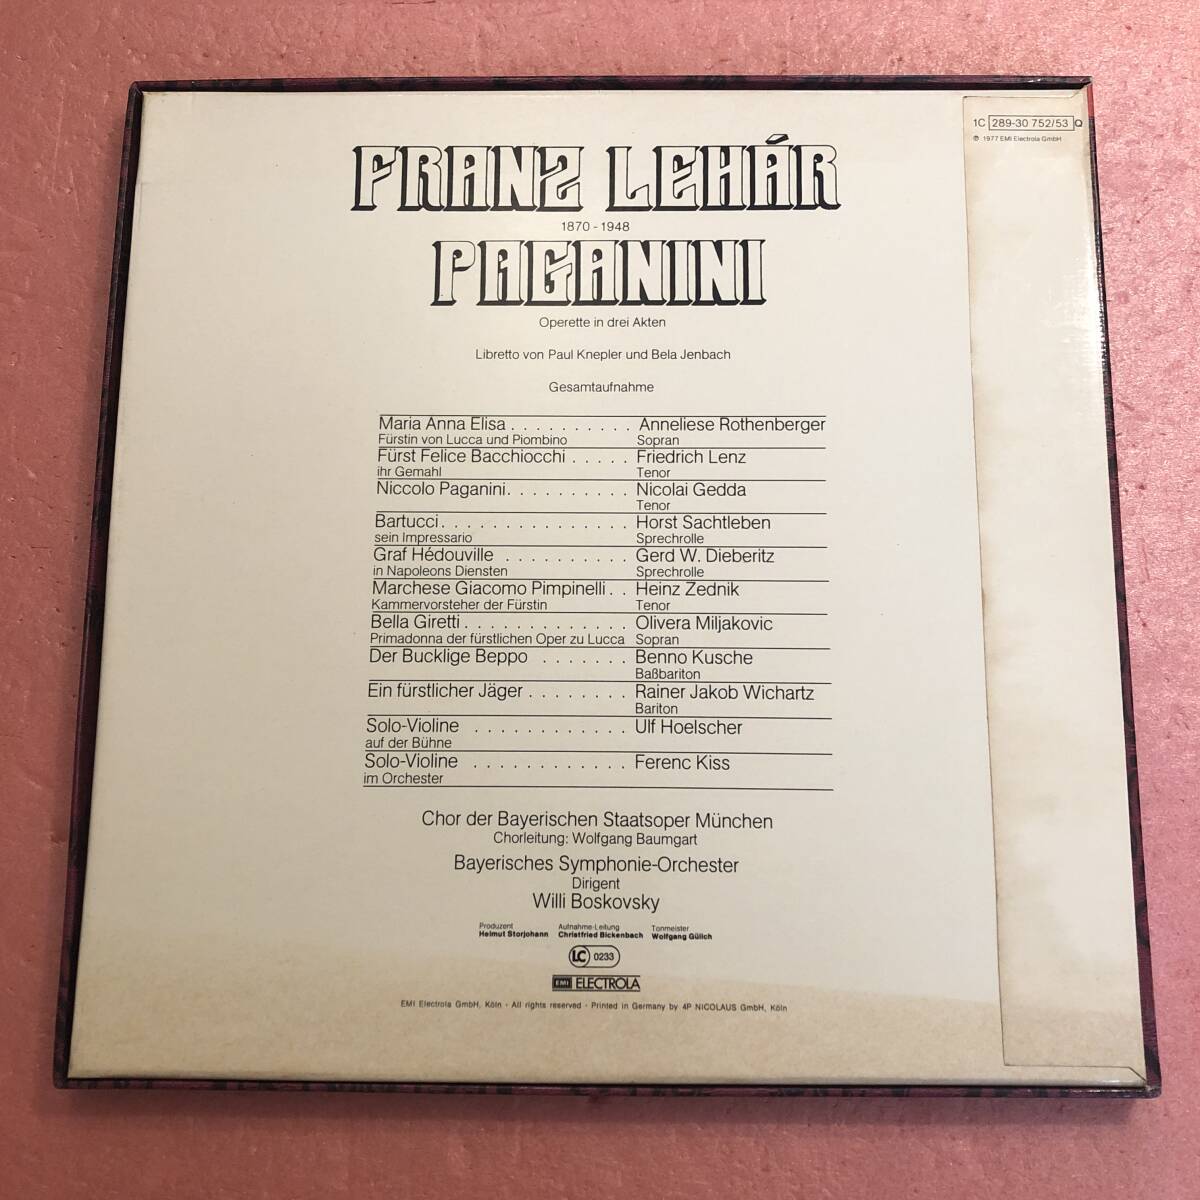 1C 289-30 752/53 Q
℗ 1977 EMI Electrola GmbH
FRANZ LEHÁR
1870 - 1948
PAGANINI
Operette in drei Akten
Libretto von Paul Knepler und Bela Jenbach
Gesamtaufnahme
Maria Anna Elisa . . . . . . . . . . Anneliese Rothenberger
Fürstin von Lucca und Piombino Sopran
Fürst Felice Bacchiocchi . . . . . Friedrich Lenz
ihr Gemahl Tenor
Niccolo Paganini. . . . . . . . . . Nicolai Gedda
Tenor
Bartucci. . . . . . . . . . . . . . . Horst Sachtleben
sein Impressario Sprechrolle
Graf Hédouville . . . . . . . . . . Gerd W. Dieberitz
in Napoleons Diensten Sprechrolle
Marchese Giacomo Pimpinelli. . Heinz Zednik
Kammervorsteher der Fürstin Tenor
Bella Giretti. . . . . . . . . . . . . Olivera Miljakovic
Primadonna der fürstlichen Oper zu Lucca Sopran
Der Bucklige Beppo . . . . . . . Benno Kusche
Baßbariton
Ein fürstlicher Jäger . . . . . . . . Rainer Jakob Wichartz
Bariton
Solo-Violine . . . . . . . . . . . . Ulf Hoelscher
auf der Bühne
Solo-Violine . . . . . . . . . . . . Ferenc Kiss
im Orchester
Chor der Bayerischen Staatsoper München
Chorleitung: Wolfgang Baumgart
Bayerisches Symphonie-Orchester
Dirigent
Willi Boskovsky
Produzent Aufnahme-Leitung Tonmeister
Helmut Storjohann Christfried Bickenbach Wolfgang Gülich
LC 0233
EMI ELECTROLA
EMI Electrola GmbH, Köln · All rights reserved · Printed in Germany by 4P NICOLAUS GmbH, Köln